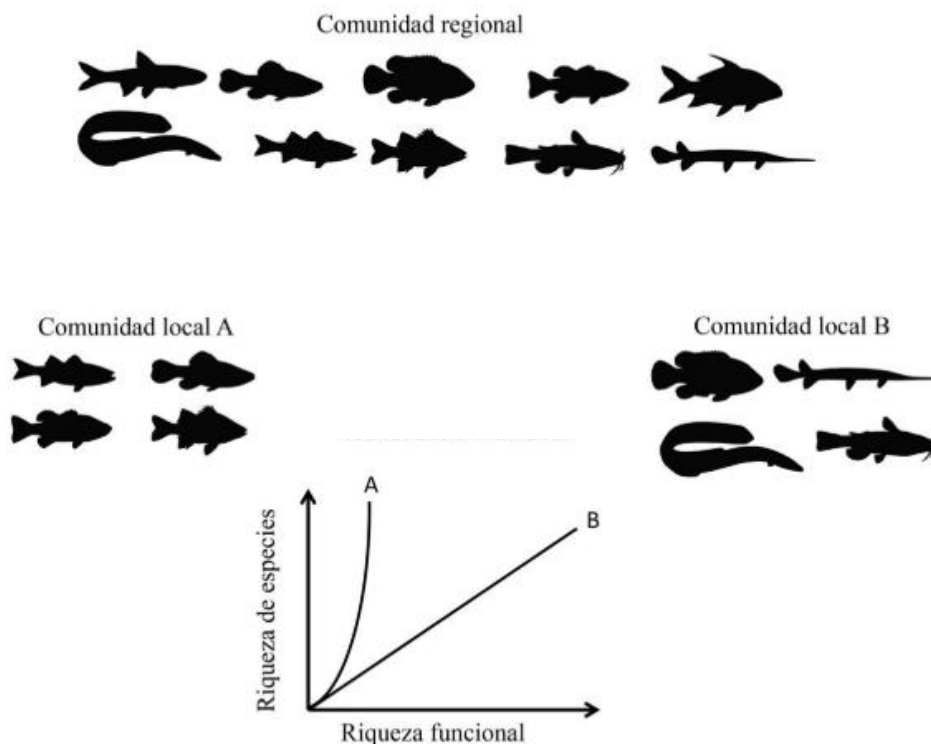 Comunidad regional
Comunidad local A
Comunidad local B
A
B
Riqueza de especies
Riqueza funcional